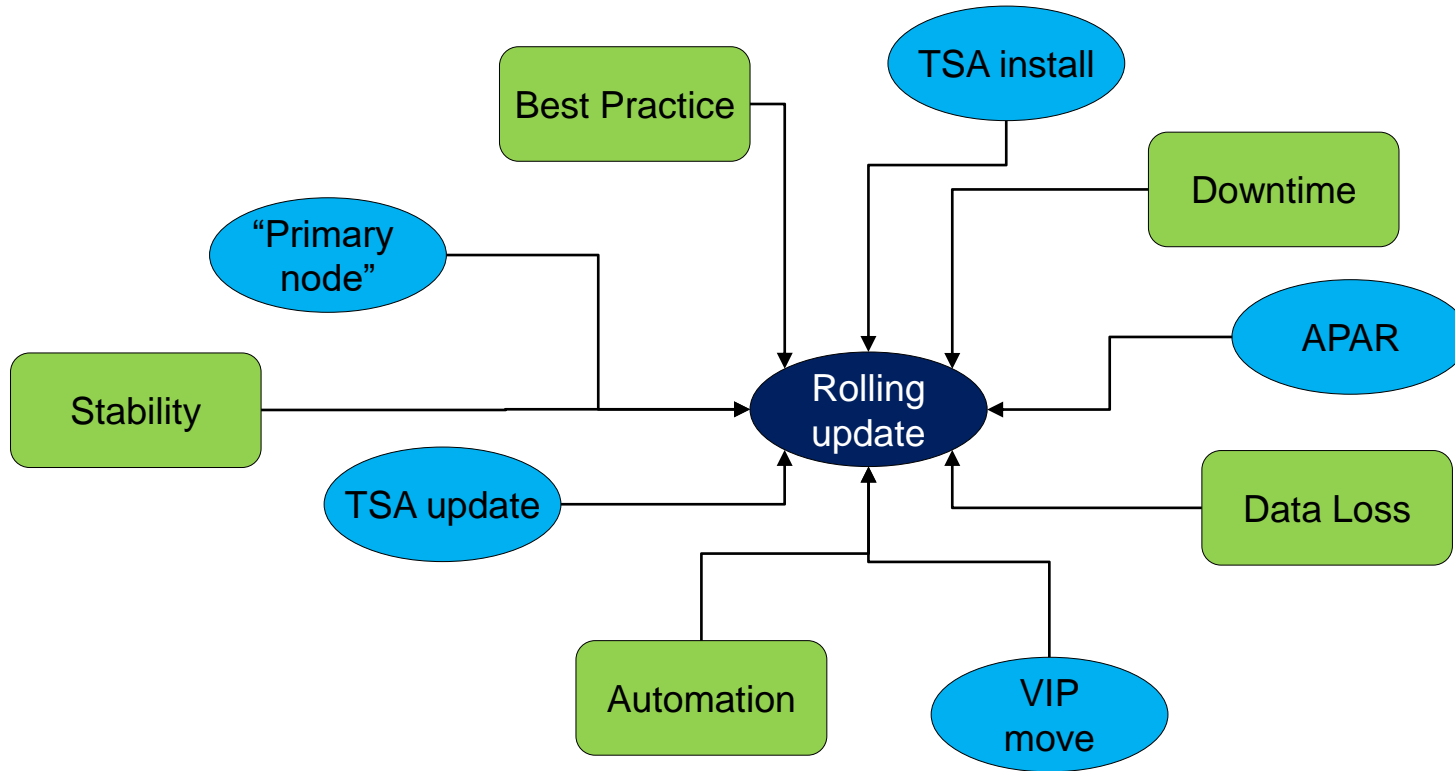 TSA install
Best Practice
Downtime
“Primary
node”
APAR
Rolling
update
Stability
TSA update
Data Loss
Automation
VIP
move